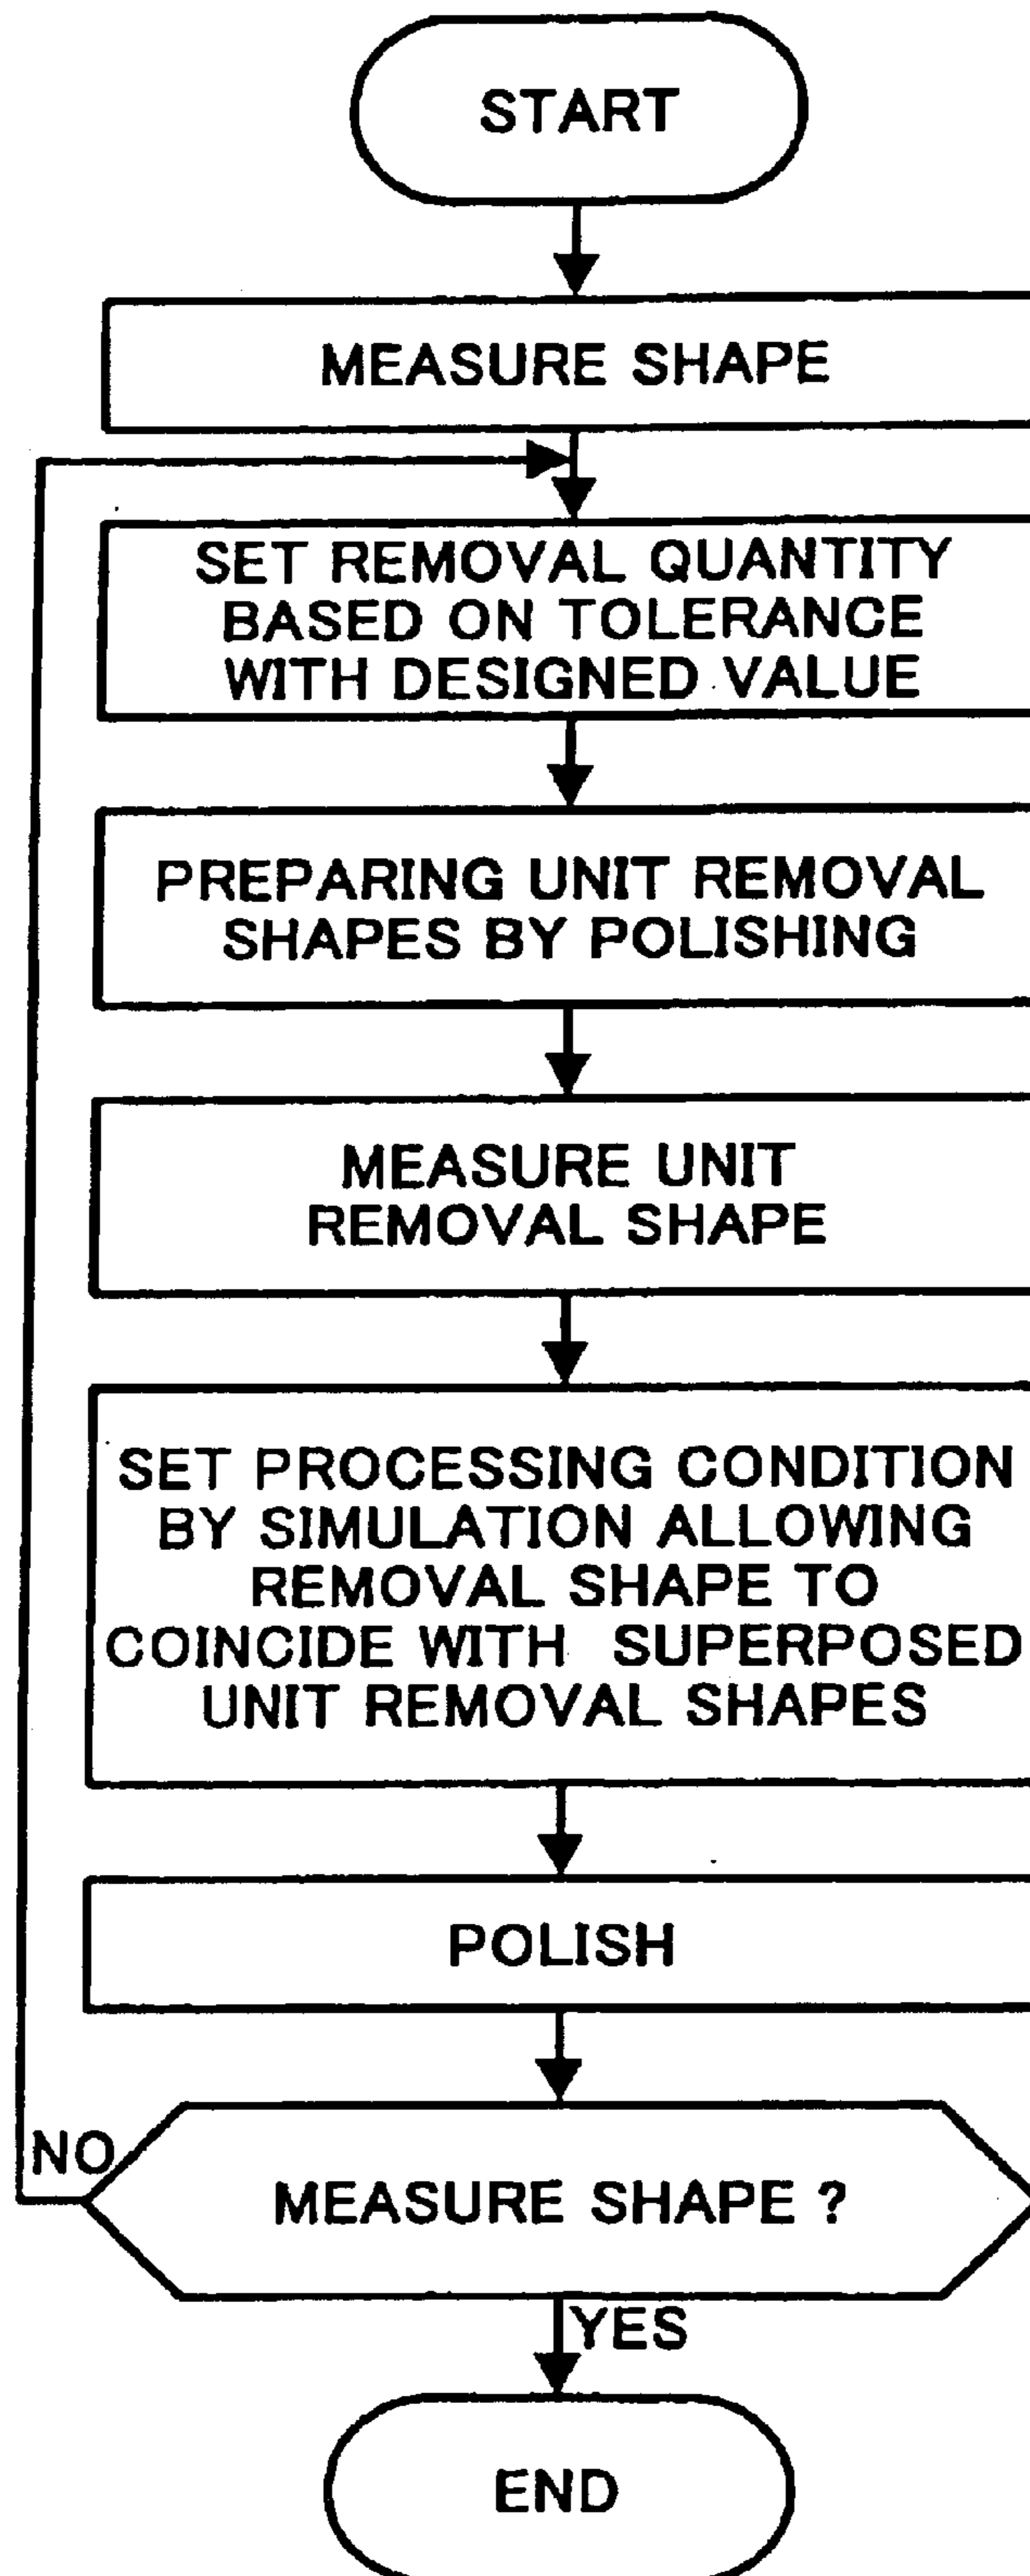 START
MEASURE SHAPE
SET REMOVAL QUANTITY
BASED ON TOLERANCE
WITH DESIGNED VALUE
PREPARING UNIT REMOVAL
SHAPES BY POLISHING
MEASURE UNIT
REMOVAL SHAPE
SET PROCESSING CONDITION
BY SIMULATION ALLOWING
REMOVAL SHAPE TO
COINCIDE WITH SUPERPOSED
UNIT REMOVAL SHAPES
POLISH
NO
MEASURE SHAPE ?
YES
END